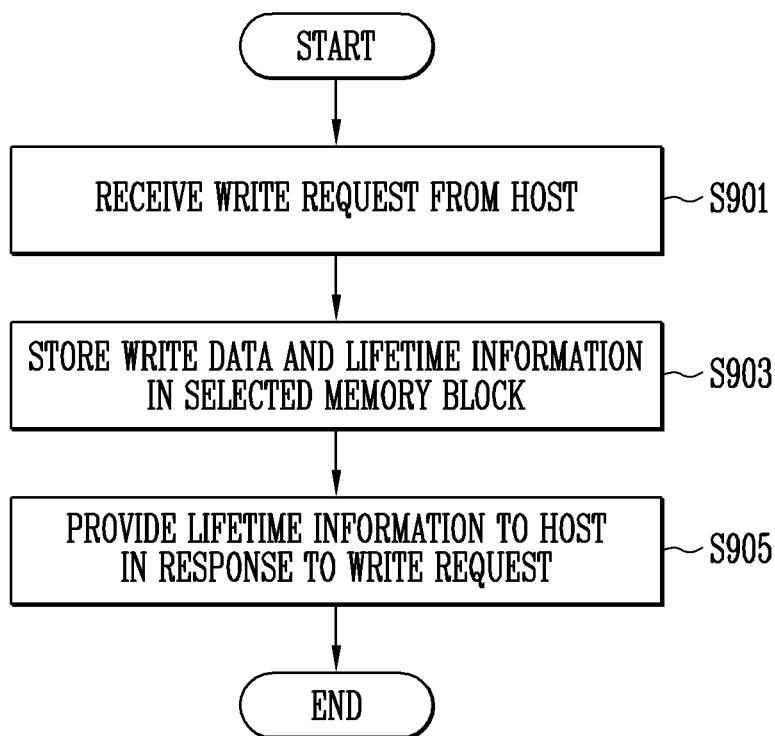 START
RECEIVE WRITE REQUEST FROM HOST
S901
STORE WRITE DATA AND LIFETIME INFORMATION
IN SELECTED MEMORY BLOCK
S903
PROVIDE LIFETIME INFORMATION TO HOST
IN RESPONSE TO WRITE REQUEST
S905
END